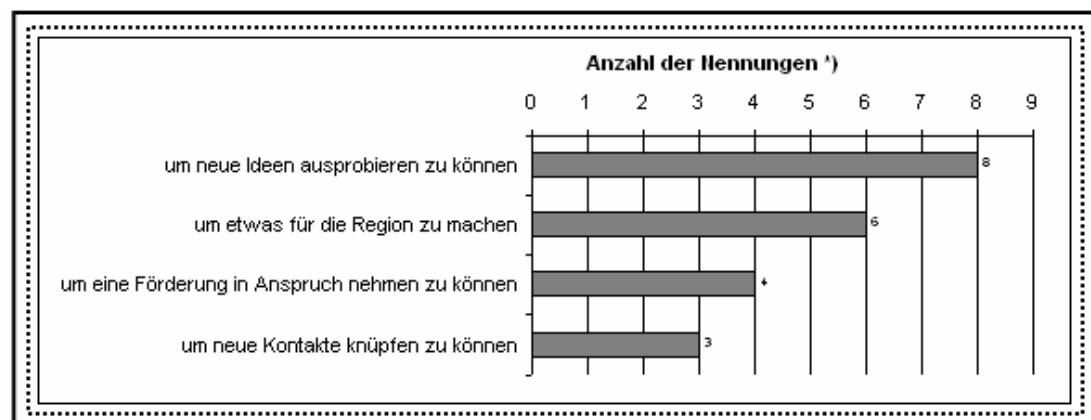 Anzahl der Nennungen *)
0 1 2 3 4 5 6 7 8 9
um neue Ideen ausprobieren zu können 8
um etwas für die Region zu machen 6
um eine Förderung in Anspruch nehmen zu können 4
um neue Kontakte knüpfen zu können 3